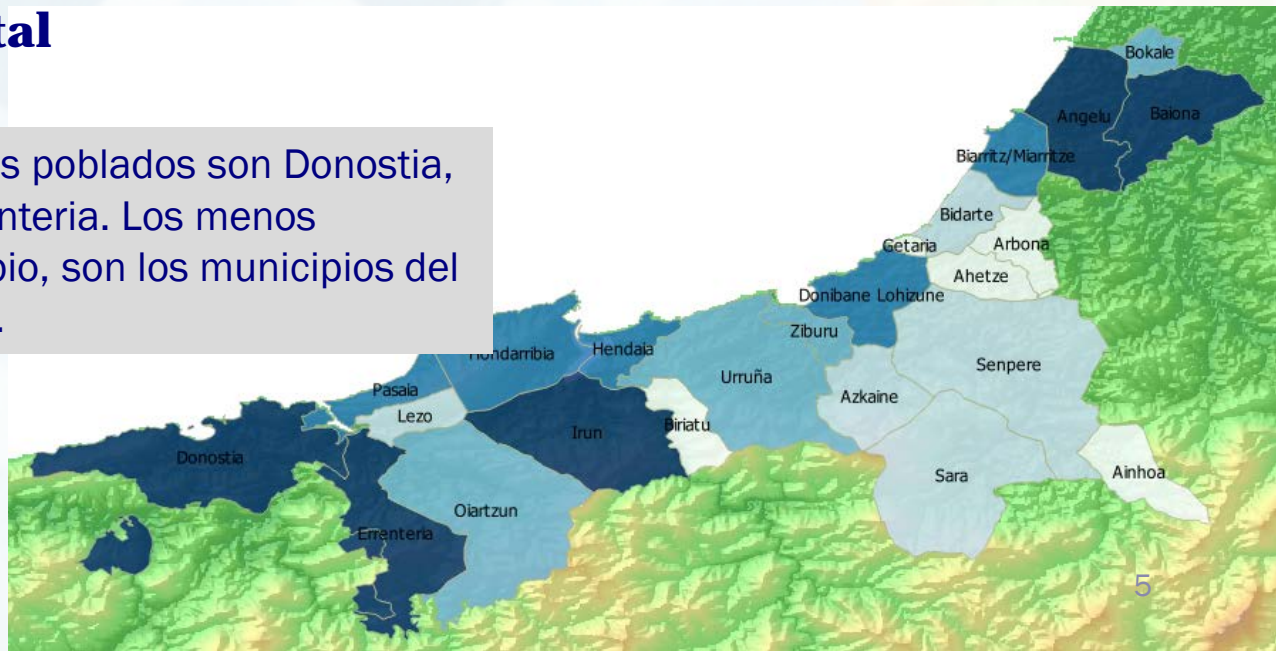 tal
s poblados son Donostia,
nteria. Los menos
pio, son los municipios del
.
Bokale
Angelu
Baiona
Biarritz/Miarritze
Bidarte
Getaria
Arbona
Ahetze
Donibane Lohizune
Ziburu
Hondarribia
Hendaia
Urruña
Senpere
Pasaia
Azkaine
Lezo
Irun
Biriatu
Donostia
Sara
Ainhoa
Oiartzun
Errenteria
5